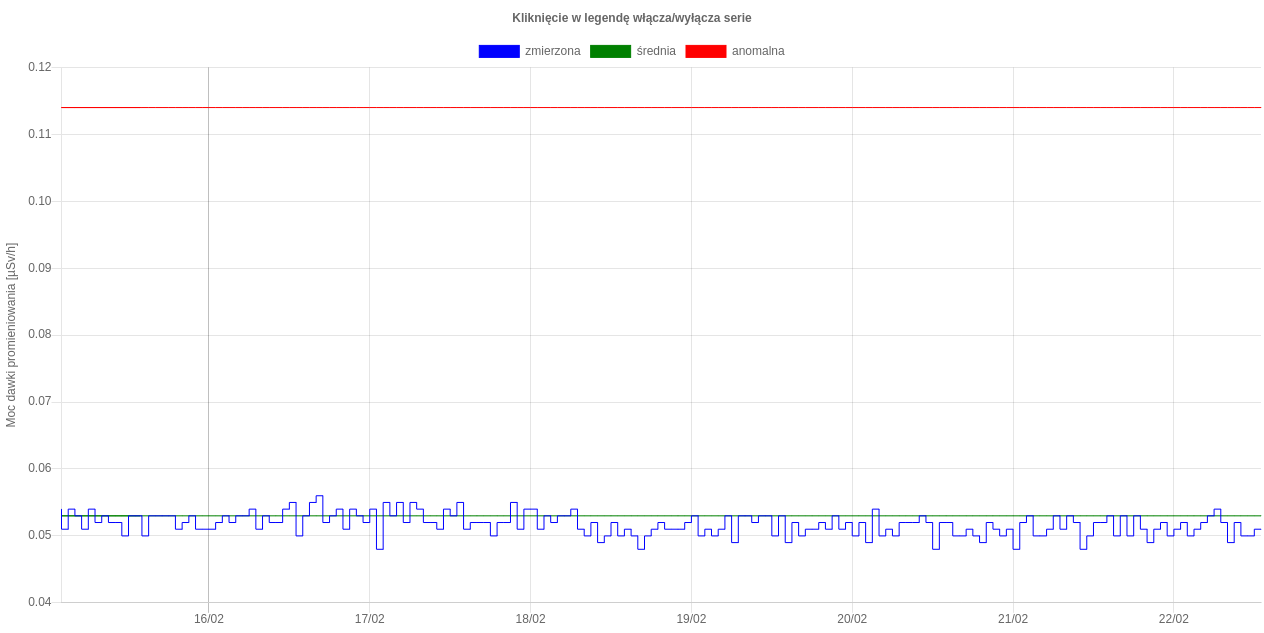 Kliknięcie w legendę włącza/wyłącza serie
zmierzona średnia anomalna
Moc dawki promieniowania [µSv/h]
0.12
0.11
0.10
0.09
0.08
0.07
0.06
0.05
0.04
16/02 17/02 18/02 19/02 20/02 21/02 22/02